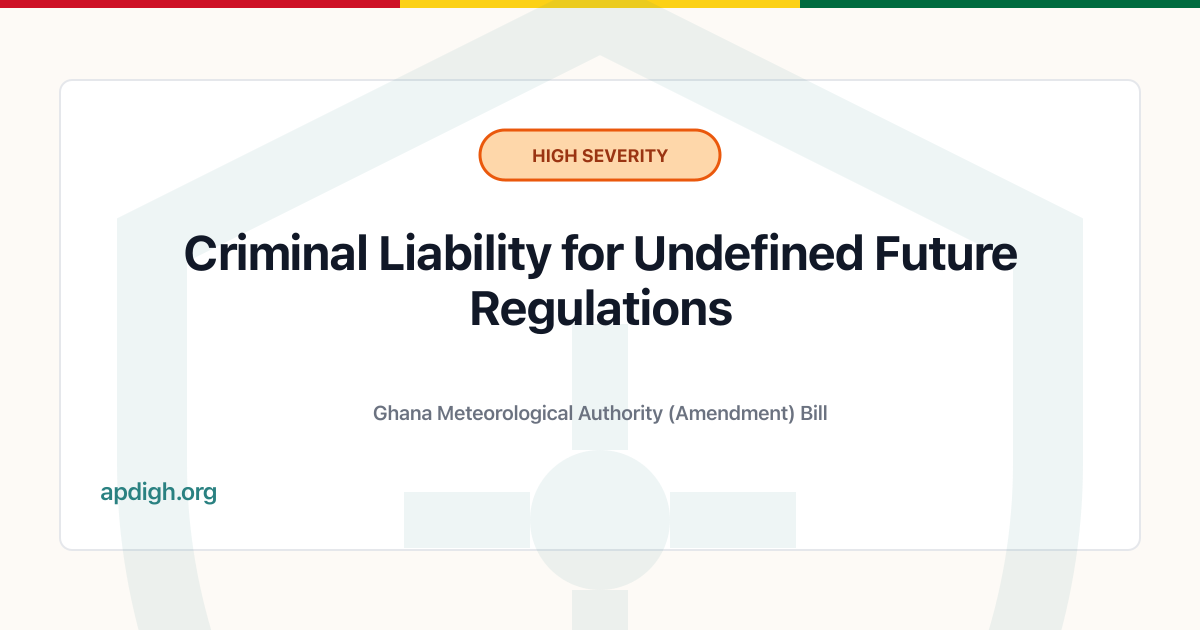 HIGH SEVERITY
Criminal Liability for Undefined Future
Regulations
Ghana Meteorological Authority (Amendment) Bill
apdigh.org